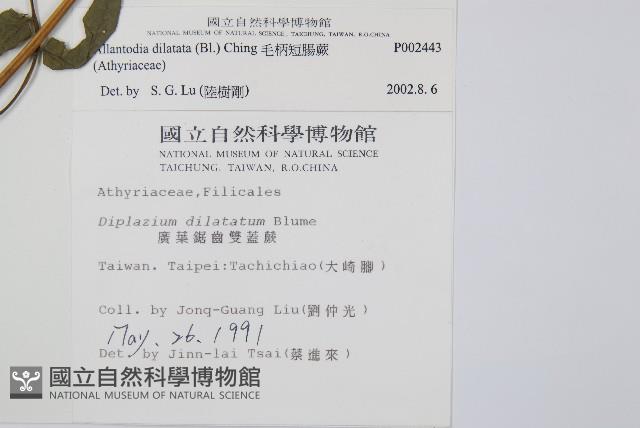 國立自然科學博物館
NATIONAL MUSEUM OF NATURAL SCIENCE, TAICHUNG, TAIWAN, R.O.CHINA
Allantodia dilatata (Bl.) Ching 毛柄短腸蕨 P002443
(Athyriaceae)
Det. by S. G. Lu (陸樹剛) 2002.8. 6
國立自然科學博物館
NATIONAL MUSEUM OF NATURAL SCIENCE
TAICHUNG, TAIWAN, R.O.CHINA
Athyriaceae,Filicales
Diplazium dilatatum Blume
廣葉鋸齒雙蓋蕨
Taiwan. Taipei:Tachichiao(大崎腳)
Coll. by Jong-Guang Liu(劉仲光)
May. 26. 1991
Det. by Jinn-lai Tsai(蔡進來)
國立自然科學博物館
NATIONAL MUSEUM OF NATURAL SCIENCE